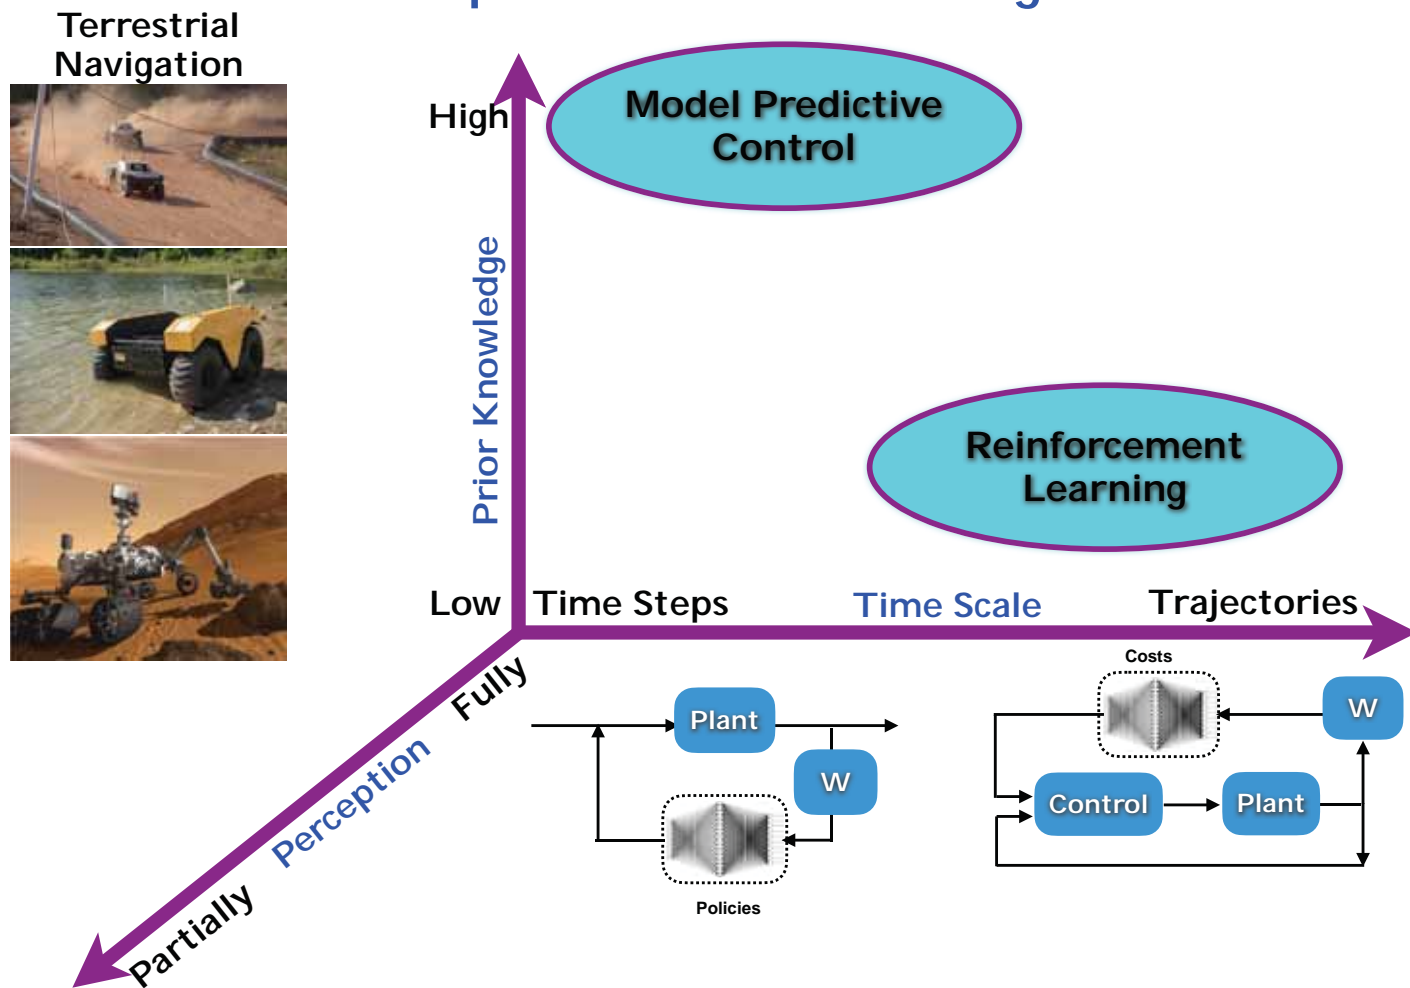 Terrestrial
Navigation
High
Model Predictive
Control
Prior Knowledge
Reinforcement
Learning
Low
Time Steps
Time Scale
Trajectories
Fully
Perception
Partially
Plant
W
Policies
Costs
W
Control
Plant